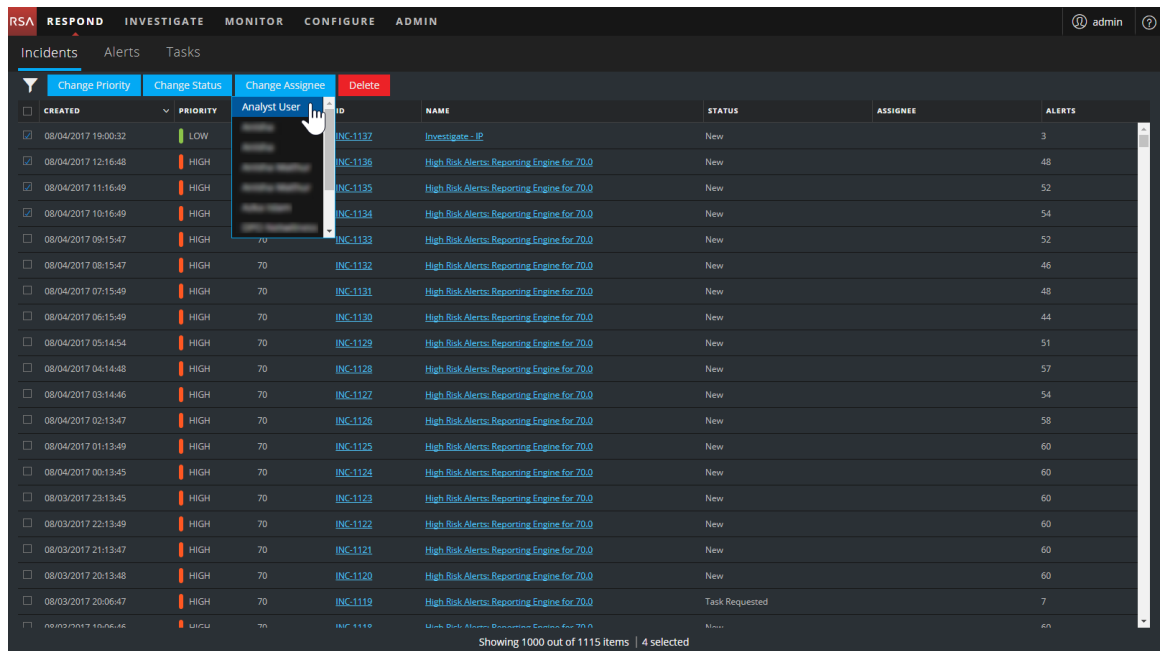 RSA RESPOND INVESTIGATE MONITOR CONFIGURE ADMIN admin ?
Incidents Alerts Tasks
Change Priority Change Status Change Assignee Delete
CREATED PRIORITY ID NAME STATUS ASSIGNEE ALERTS
Analyst User
08/04/2017 19:00:32 LOW INC-1137 Investigate - IP New 3
08/04/2017 12:16:48 HIGH INC-1136 High Risk Alerts: Reporting Engine for 70.0 New 48
08/04/2017 11:16:49 HIGH INC-1135 High Risk Alerts: Reporting Engine for 70.0 New 52
08/04/2017 10:16:49 HIGH INC-1134 High Risk Alerts: Reporting Engine for 70.0 New 54
08/04/2017 09:15:47 HIGH 70 INC-1133 High Risk Alerts: Reporting Engine for 70.0 New 52
08/04/2017 08:15:47 HIGH 70 INC-1132 High Risk Alerts: Reporting Engine for 70.0 New 46
08/04/2017 07:15:49 HIGH 70 INC-1131 High Risk Alerts: Reporting Engine for 70.0 New 48
08/04/2017 06:15:49 HIGH 70 INC-1130 High Risk Alerts: Reporting Engine for 70.0 New 44
08/04/2017 05:14:54 HIGH 70 INC-1129 High Risk Alerts: Reporting Engine for 70.0 New 51
08/04/2017 04:14:48 HIGH 70 INC-1128 High Risk Alerts: Reporting Engine for 70.0 New 57
08/04/2017 03:14:46 HIGH 70 INC-1127 High Risk Alerts: Reporting Engine for 70.0 New 54
08/04/2017 02:13:47 HIGH 70 INC-1126 High Risk Alerts: Reporting Engine for 70.0 New 58
08/04/2017 01:13:49 HIGH 70 INC-1125 High Risk Alerts: Reporting Engine for 70.0 New 60
08/04/2017 00:13:45 HIGH 70 INC-1124 High Risk Alerts: Reporting Engine for 70.0 New 60
08/03/2017 23:13:45 HIGH 70 INC-1123 High Risk Alerts: Reporting Engine for 70.0 New 60
08/03/2017 22:13:49 HIGH 70 INC-1122 High Risk Alerts: Reporting Engine for 70.0 New 60
08/03/2017 21:13:47 HIGH 70 INC-1121 High Risk Alerts: Reporting Engine for 70.0 New 60
08/03/2017 20:13:48 HIGH 70 INC-1120 High Risk Alerts: Reporting Engine for 70.0 New 60
08/03/2017 20:06:47 HIGH 70 INC-1119 High Risk Alerts: Reporting Engine for 70.0 Task Requested 7
08/03/2017 19:06:46 HIGH 70 INC-1118 High Risk Alerts: Reporting Engine for 70.0 New 60
Showing 1000 out of 1115 items | 4 selected